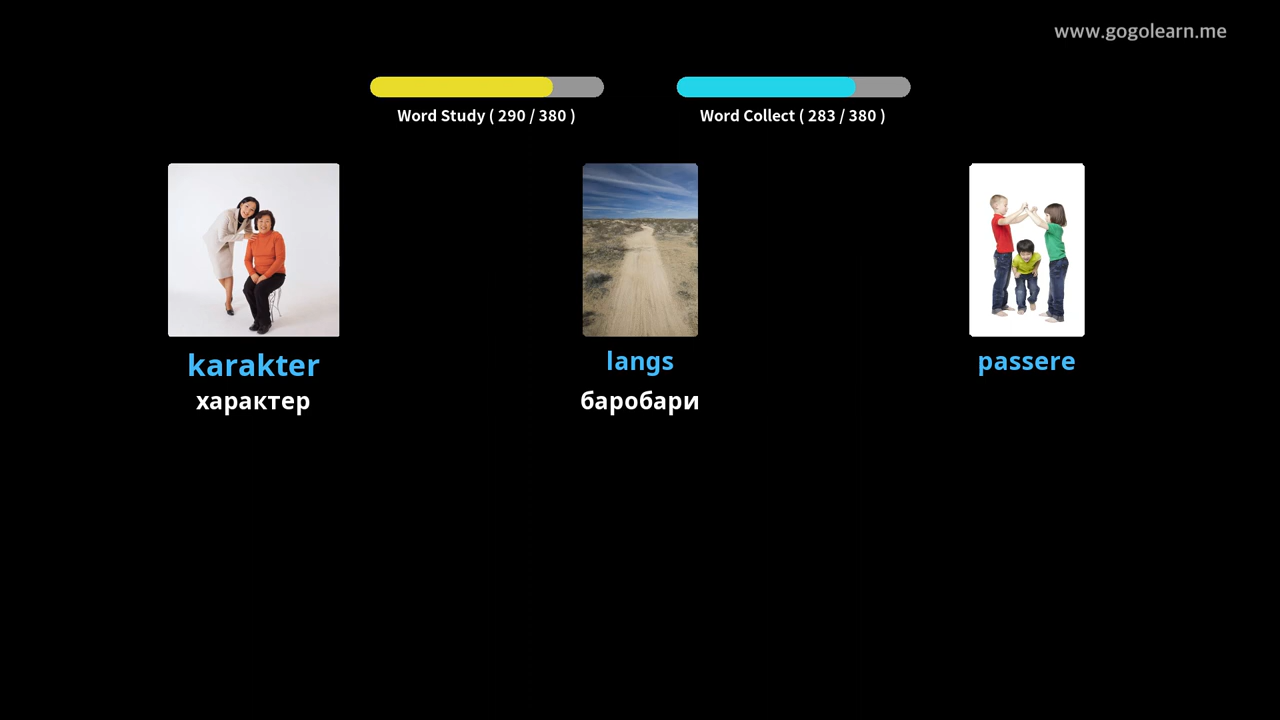 www.gogolearn.me
Word Study ( 290 / 380 )
Word Collect ( 283 / 380 )
karakter
характер
langs
баробари
passere